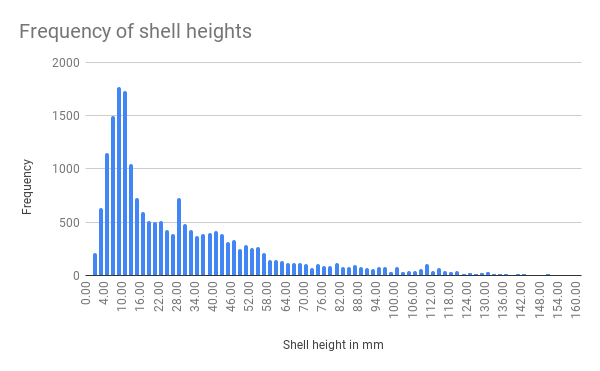 Frequency of shell heights
2000
1500
1000
500
0
Frequency
0.00 4.00 10.00 16.00 22.00 28.00 34.00 40.00 46.00 52.00 58.00 64.00 70.00 76.00 82.00 88.00 94.00 100.00 106.00 112.00 118.00 124.00 130.00 136.00 142.00 148.00 154.00 160.00
Shell height in mm